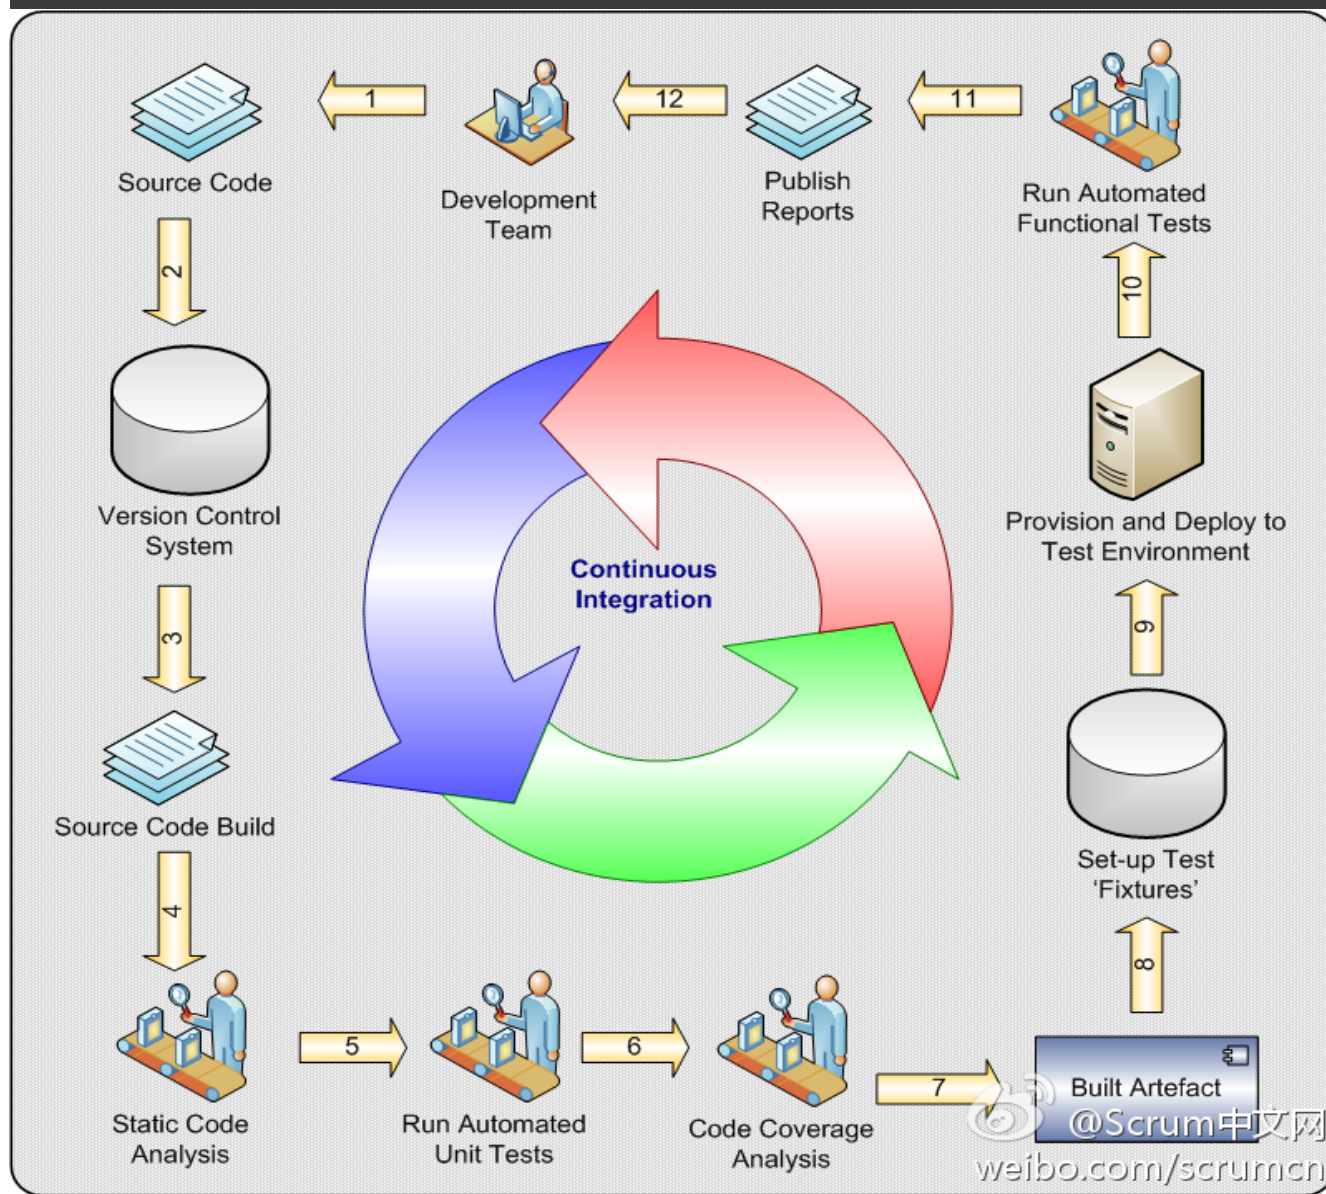 1
12
11
Source Code
Development
Team
Publish
Reports
Run Automated
Functional Tests
2
10
Version Control
System
Provision and Deploy to
Test Environment
Continuous
Integration
3
9
Source Code Build
Set-up Test
‘Fixtures’
4
8
5
6
7
Static Code
Analysis
Run Automated
Unit Tests
Code Coverage
Analysis
Built Artefact
@Scrum中文网
weibo.com/scrumcn